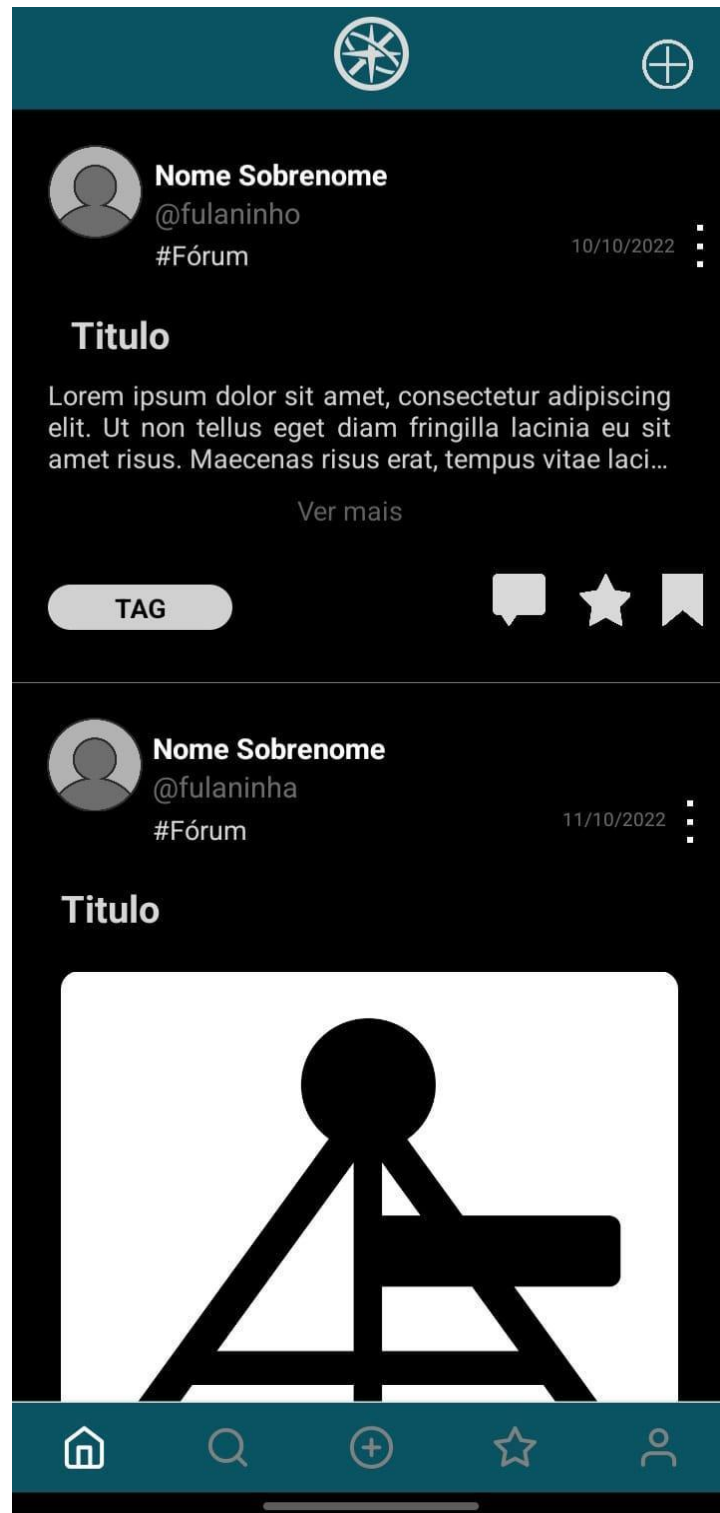 Nome Sobrenome
@fulaninho
#Fórum
10/10/2022
Titulo
Lorem ipsum dolor sit amet, consectetur adipiscing
elit. Ut non tellus eget diam fringilla lacinia eu sit
amet risus. Maecenas risus erat, tempus vitae laci…
Ver mais
TAG
Nome Sobrenome
@fulaninha
#Fórum
11/10/2022
Titulo